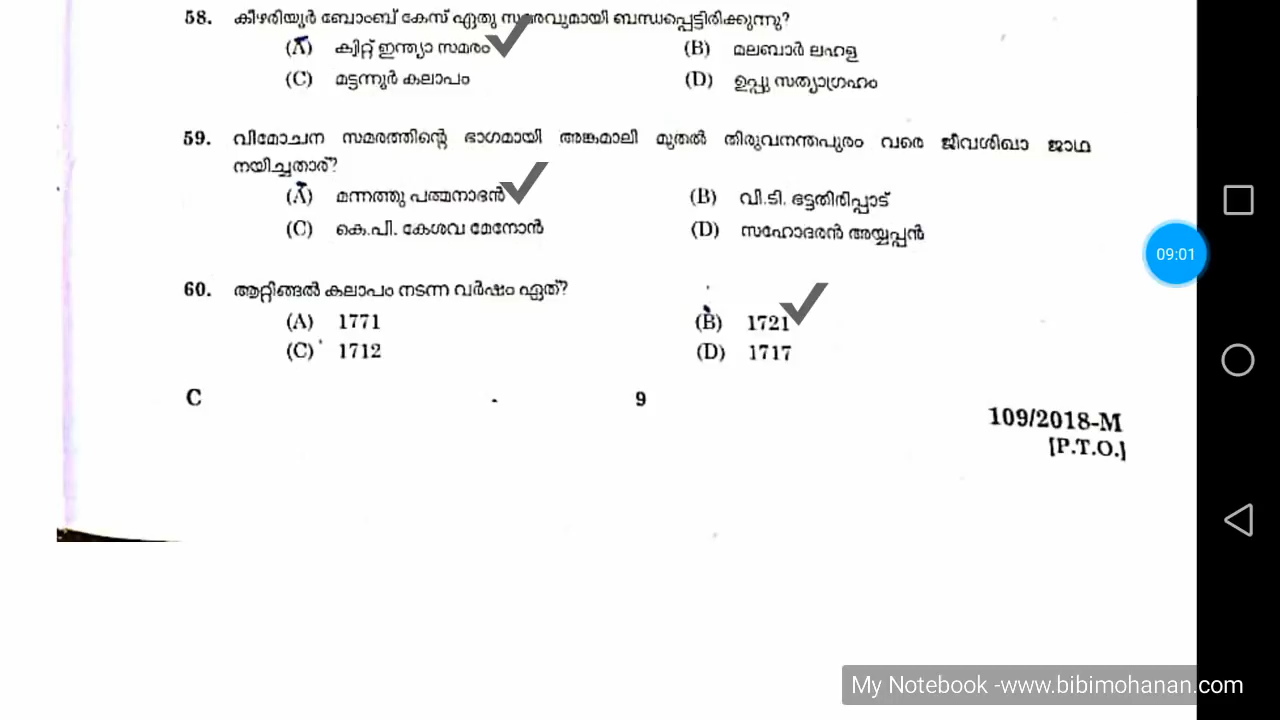 58. കീഴരിയൂർ ബോംബ് കേസ് ഏതു സമരവുമായി ബന്ധപ്പെട്ടിരിക്കുന്നു?
(A) ക്വിറ്റ് ഇന്ത്യാ സമരം (B) മലബാർ ലഹള
(C) മട്ടന്നൂർ കലാപം (D) ഉപ്പു സത്യാഗ്രഹം
59. വിമോചന സമരത്തിന്റെ ഭാഗമായി അങ്കമാലി മുതൽ തിരുവനന്തപുരം വരെ ജീവശിഖാ ജാഥ
നയിച്ചതാര്?
(A) മന്നത്തു പത്മനാഭൻ (B) വി.ടി. ഭട്ടതിരിപ്പാട്
(C) കെ.പി. കേശവ മേനോൻ (D) സഹോദരൻ അയ്യപ്പൻ
60. ആറ്റിങ്ങൽ കലാപം നടന്ന വർഷം ഏത്?
(A) 1771 (B) 1721
(C) 1712 (D) 1717
C 9
109/2018-M
[P.T.O.]
09:01
My Notebook -www.bibimohanan.com